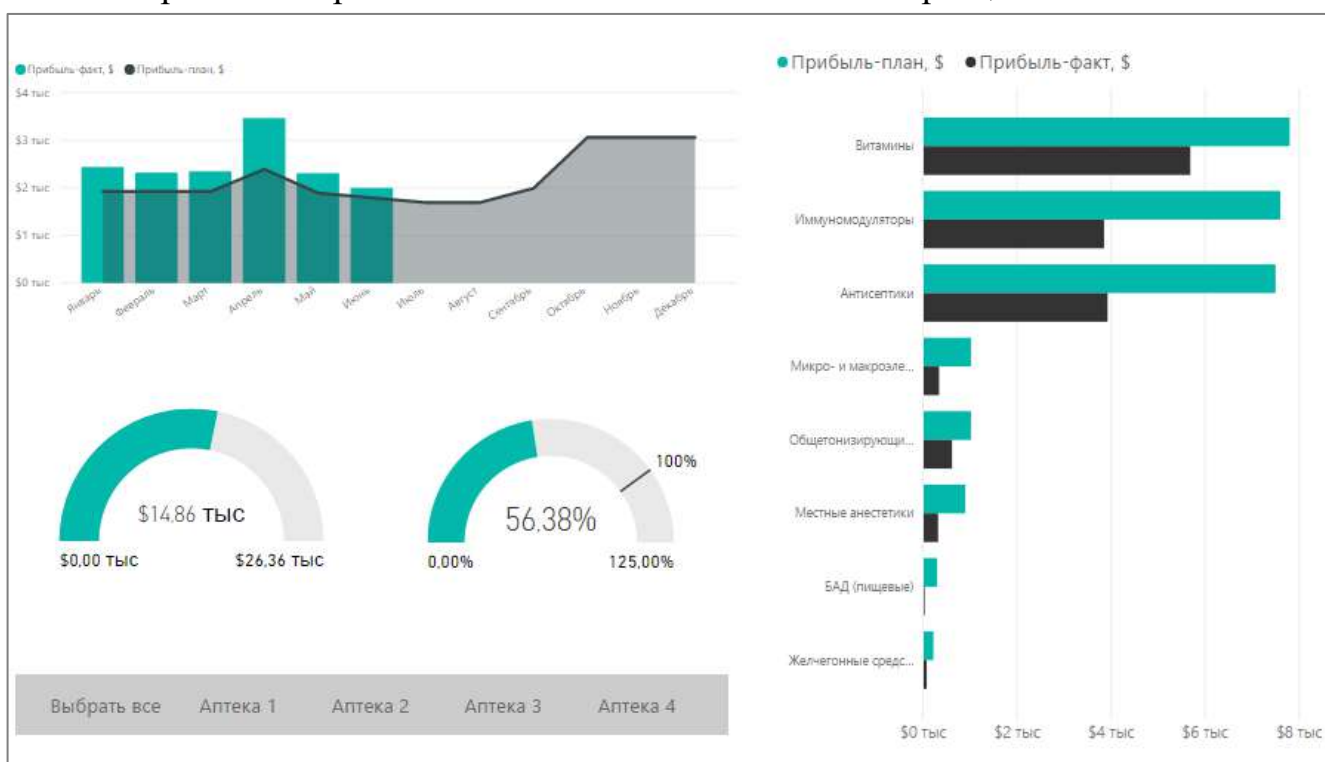 Прибыль-факт, $ Прибыль-план, $
$4 тыс
$3 тыс
$2 тыс
$1 тыс
$0 тыс
Январь Февраль Март Апрель Май Июнь Июль Август Сентябрь Октябрь Ноябрь Декабрь
$14,86 тыс
$0,00 тыс $26,36 тыс
100%
56,38%
0,00% 125,00%
Выбрать все Аптека 1 Аптека 2 Аптека 3 Аптека 4
Прибыль-план, $ Прибыль-факт, $
Витамины
Иммуномодуляторы
Антисептики
Микро- и макроэле...
Общетонизирующи...
Местные анестетики
БАД (пищевые)
Желчегонные средс...
$0 тыс $2 тыс $4 тыс $6 тыс $8 тыс